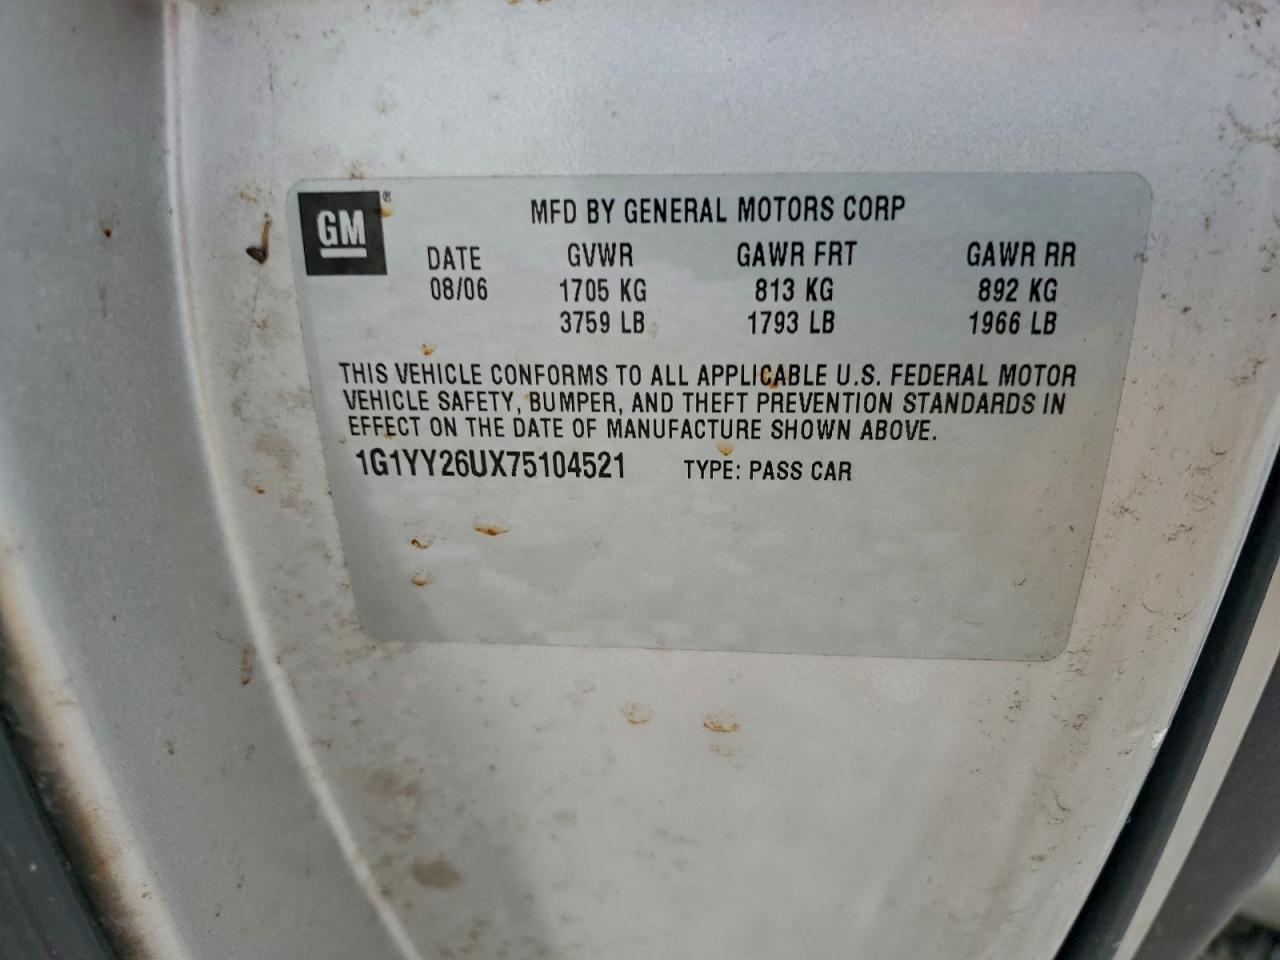 GM®
MFD BY GENERAL MOTORS CORP
DATE GVWR GAWR FRT GAWR RR
08/06 1705 KG 813 KG 892 KG
3759 LB 1793 LB 1966 LB
THIS VEHICLE CONFORMS TO ALL APPLICABLE U.S. FEDERAL MOTOR
VEHICLE SAFETY, BUMPER, AND THEFT PREVENTION STANDARDS IN
EFFECT ON THE DATE OF MANUFACTURE SHOWN ABOVE.
1G1YY26UX75104521 TYPE: PASS CAR